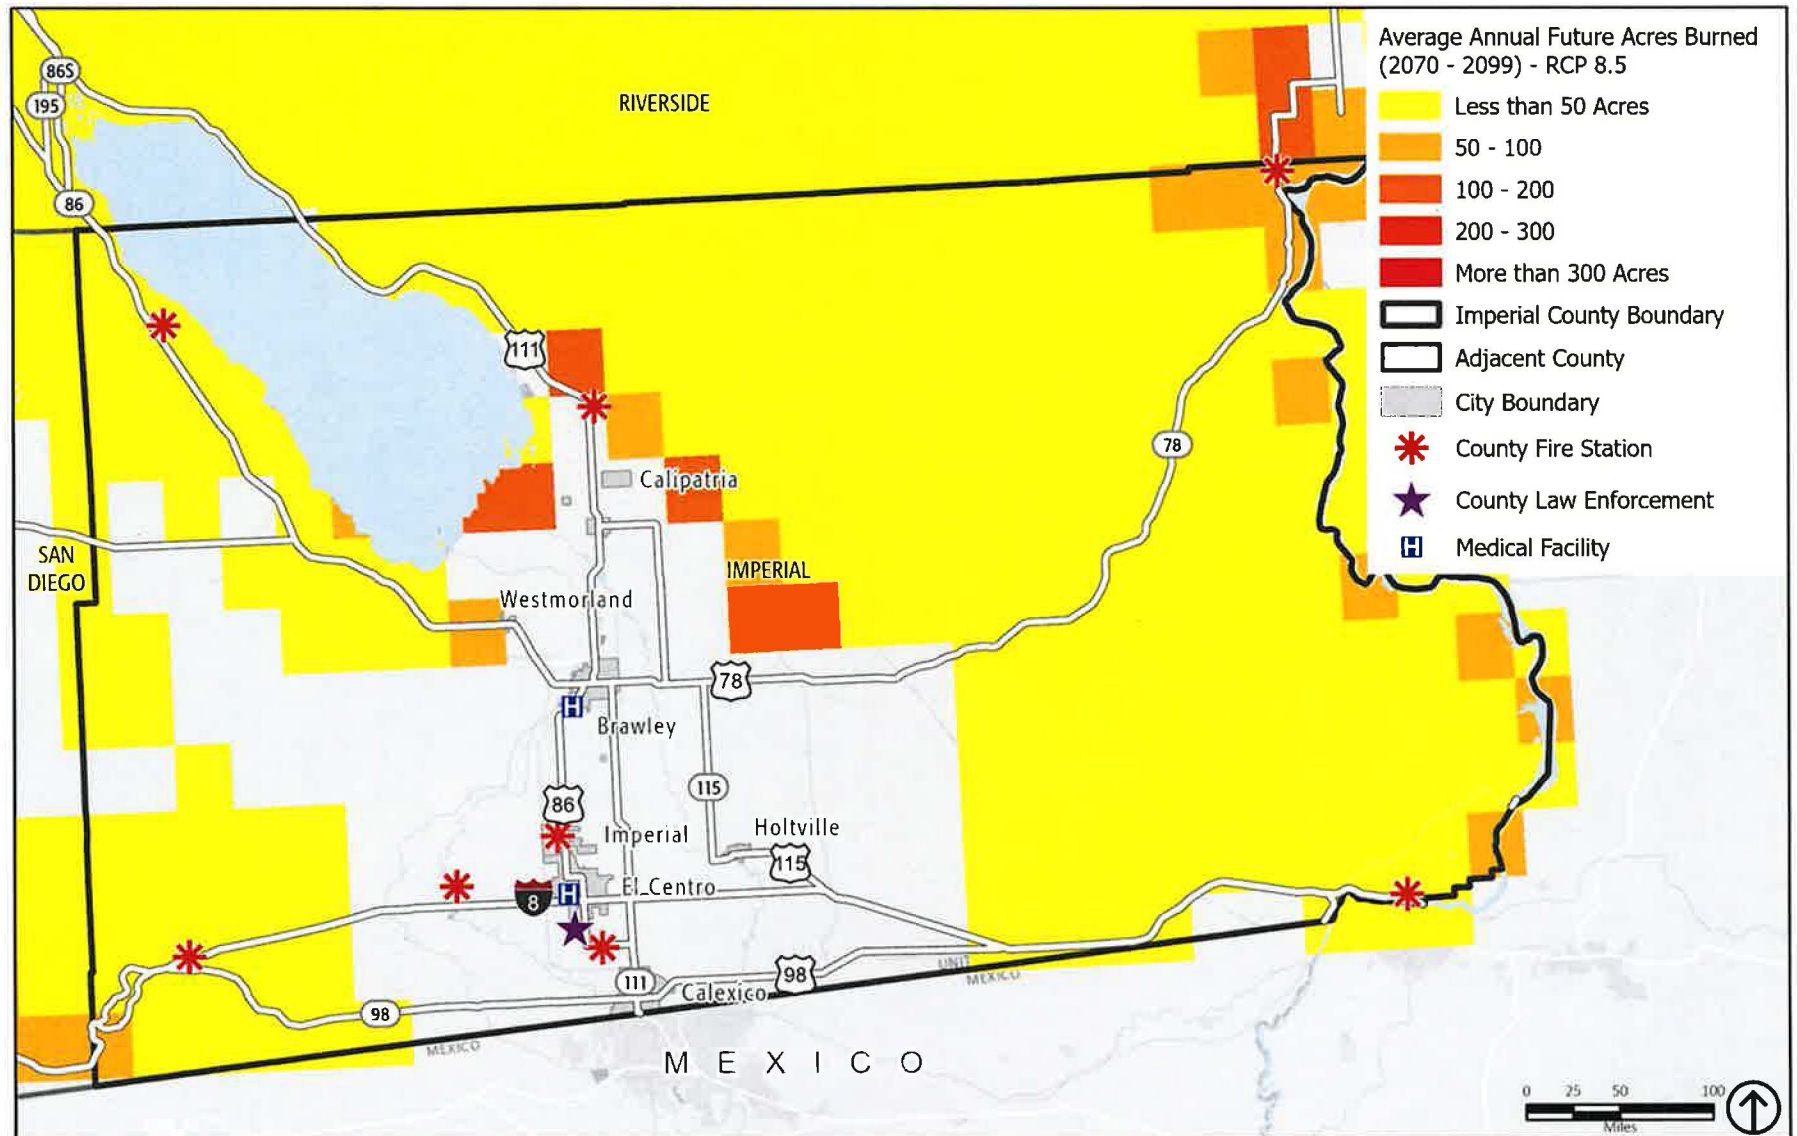 Average Annual Future Acres Burned
(2070 - 2099) - RCP 8.5
Less than 50 Acres
50 - 100
100 - 200
200 - 300
More than 300 Acres
Imperial County Boundary
Adjacent County
City Boundary
County Fire Station
County Law Enforcement
H Medical Facility
86S
195
RIVERSIDE
86
111
78
Calipatria
SAN
DIEGO
IMPERIAL
Westmorland
78
H
Brawley
115
86
Imperial
Holtville
115
8
H
El Centro
UNIT
MEXICO
98
111
Calexico
98
MEXICO
MEXICO
0 25 50 100
Miles